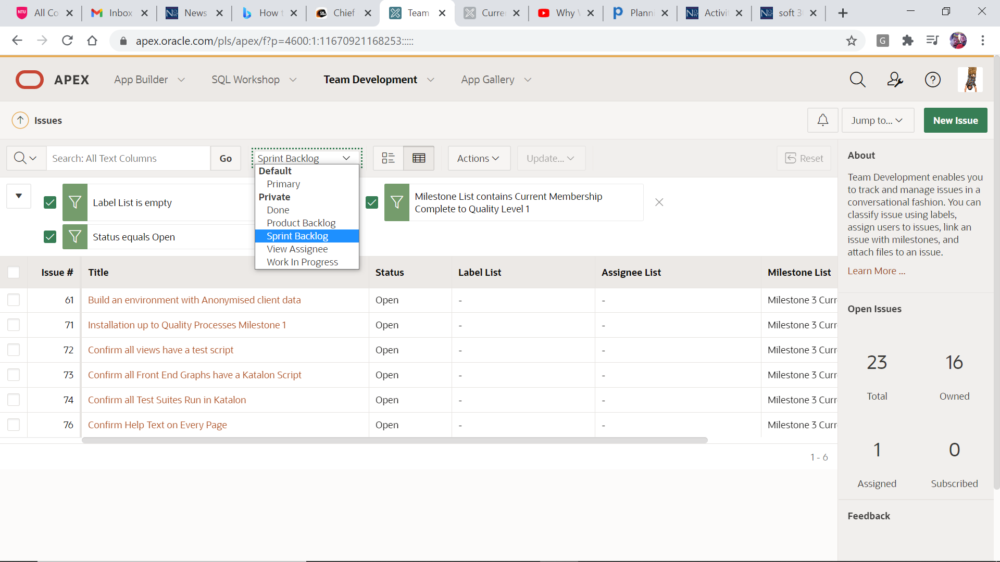 NTU All Co
Inbox
NOW News
How t
Chief
Team
Curre
Why
Planni
NOW Activit
NOW soft 3
apex.oracle.com/pls/apex/f?p=4600:1:11670921168253:::::
G
APEX
App Builder
SQL Workshop
Team Development
App Gallery
Issues
Jump to...
New Issue
Search: All Text Columns
Go
Sprint Backlog
Actions
Update...
Reset
Default
Primary
Private
Done
Product Backlog
Sprint Backlog
View Assignee
Work In Progress
Label List is empty
Milestone List contains Current Membership
Complete to Quality Level 1
Status equals Open
Issue # Title Status Label List Assignee List Milestone List
61 Build an environment with Anonymised client data Open - - Milestone 3 Curr
71 Installation up to Quality Processes Milestone 1 Open - - Milestone 3 Curr
72 Confirm all views have a test script Open - - Milestone 3 Curr
73 Confirm all Front End Graphs have a Katalon Script Open - - Milestone 3 Curr
74 Confirm all Test Suites Run in Katalon Open - - Milestone 3 Curr
76 Confirm Help Text on Every Page Open - - Milestone 3 Curr
1 - 6
About
Team Development enables you
to track and manage issues in a
conversational fashion. You can
classify issue using labels,
assign users to issues, link an
issue with milestones, and
attach files to an issue.
Learn More ...
Open Issues
23 16
Total Owned
1 0
Assigned Subscribed
Feedback